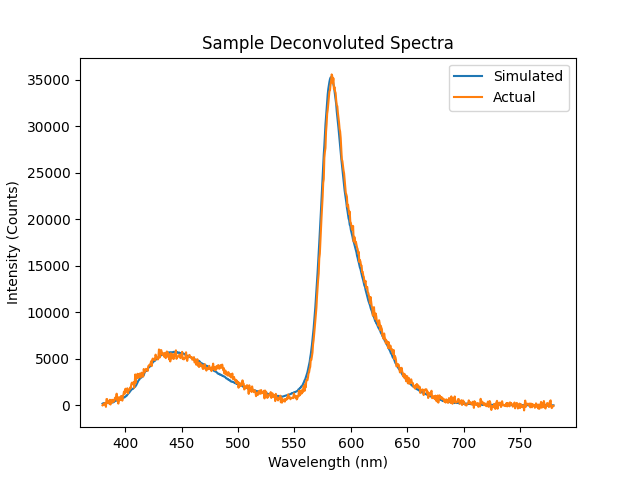 Sample Deconvoluted Spectra
Simulated
Actual
Intensity (Counts)
35000
30000
25000
20000
15000
10000
5000
0
400 450 500 550 600 650 700 750
Wavelength (nm)